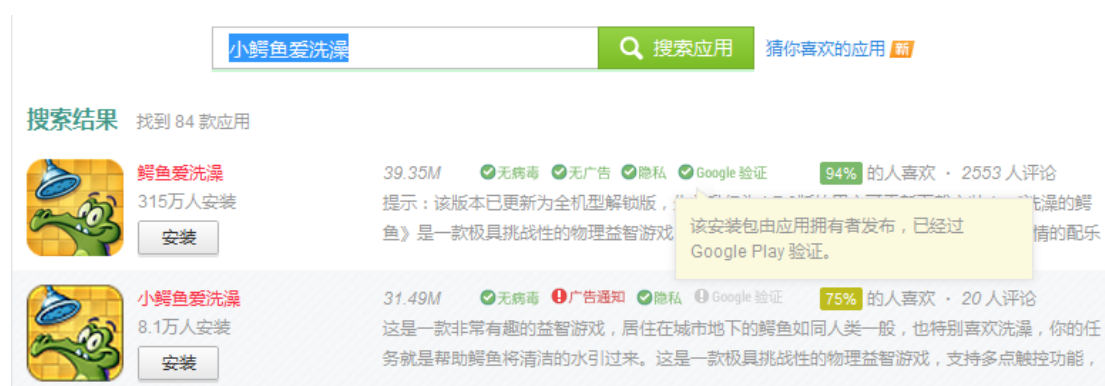 小鳄鱼爱洗澡 搜索应用 猜你喜欢的应用 新
搜索结果 找到 84 款应用
鳄鱼爱洗澡 39.35M 无病毒 无广告 隐私 Google 验证 94% 的人喜欢 · 2553 人评论
315万人安装 提示:该版本已更新为全机型解锁版, 洗澡的鳄
安装 鱼》是一款极具挑战性的物理益智游戏 情的配乐
该安装包由应用拥有者发布,已经过
Google Play 验证。
小鳄鱼爱洗澡 31.49M 无病毒 广告通知 隐私 Google 验证 75% 的人喜欢 · 20 人评论
8.1万人安装 这是一款非常有趣的益智游戏,居住在城市地下的鳄鱼如同人类一般,也特别喜欢洗澡,你的任
安装 务就是帮助鳄鱼将清洁的水引过来。这是一款极具挑战性的物理益智游戏,支持多点触控功能,